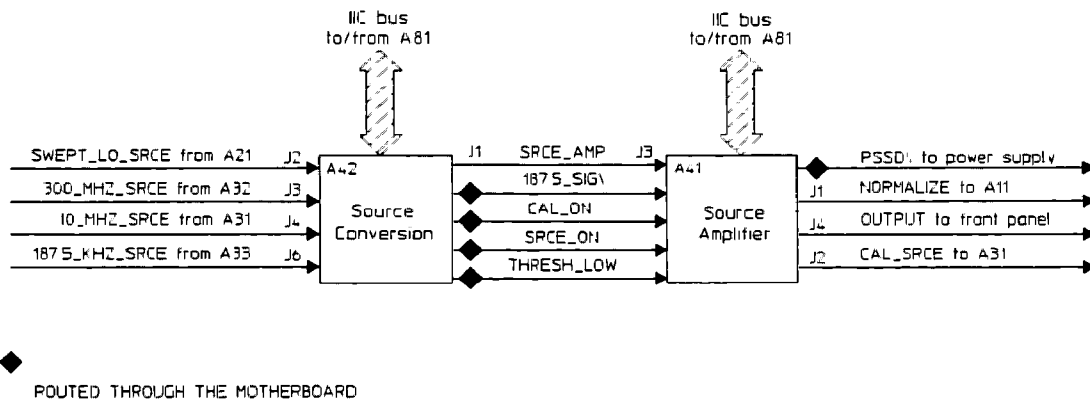 IIC bus
to/from A81
IIC bus
to/from A81
SWEPT_LO_SRCE from A21 J2
300_MHZ_SRCE from A32 J3
10_MHZ_SRCE from A31 J4
187.5_KHZ_SRCE from A33 J6
A42
Source
Conversion
J1 SRCE_AMP J3
187.5_SIG\
CAL_ON
SRCE_ON
THRESH_LOW
A41
Source
Amplifier
PSSD\ to power supply
J1 NORMALIZE to A11
J4 OUTPUT to front panel
J2 CAL_SRCE to A31
ROUTED THROUGH THE MOTHERBOARD